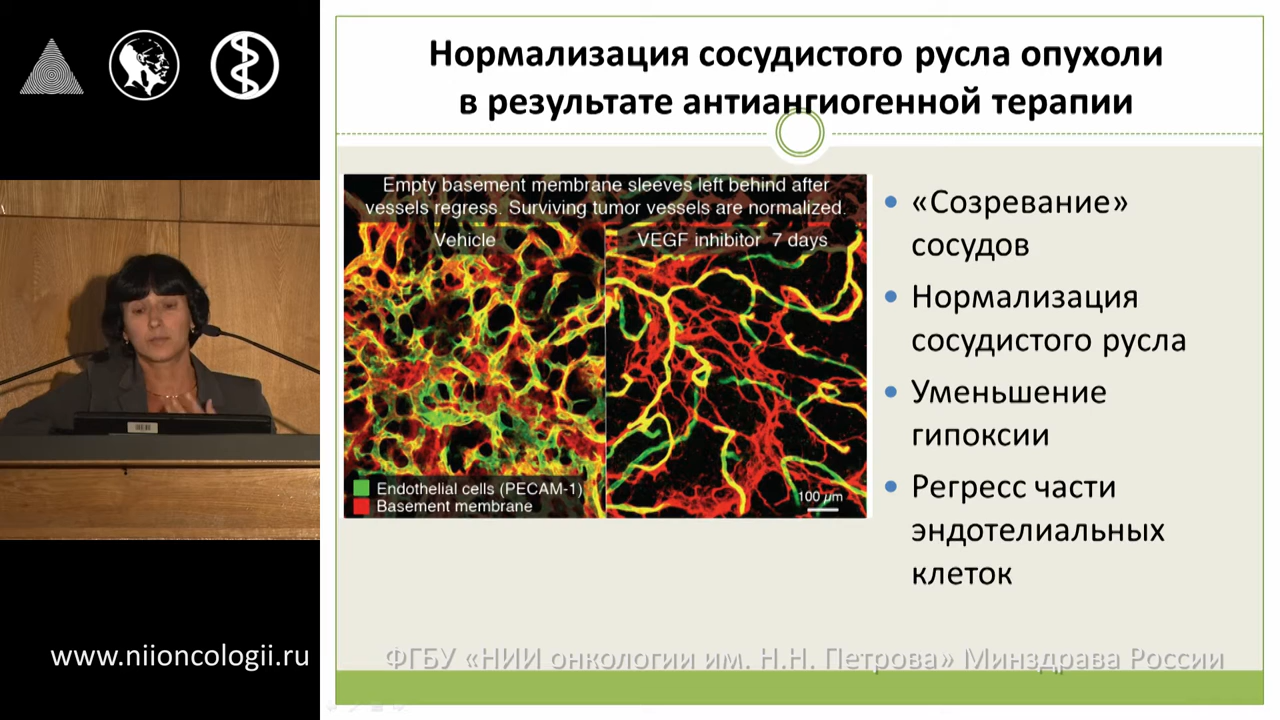 Нормализация сосудистого русла опухоли
в результате антиангиогенной терапии
Empty basement membrane sleeves left behind after
vessels regress. Surviving tumor vessels are normalized.
Vehicle
VEGF inhibitor 7 days
Endothelial cells (PECAM-1)
Basement membrane
100 µm
• «Созревание»
сосудов
• Нормализация
сосудистого русла
• Уменьшение
гипоксии
• Регресс части
эндотелиальных
клеток
www.niioncologii.ru
ФГБУ «НИИ онкологии им. Н.Н. Петрова» Минздрава России